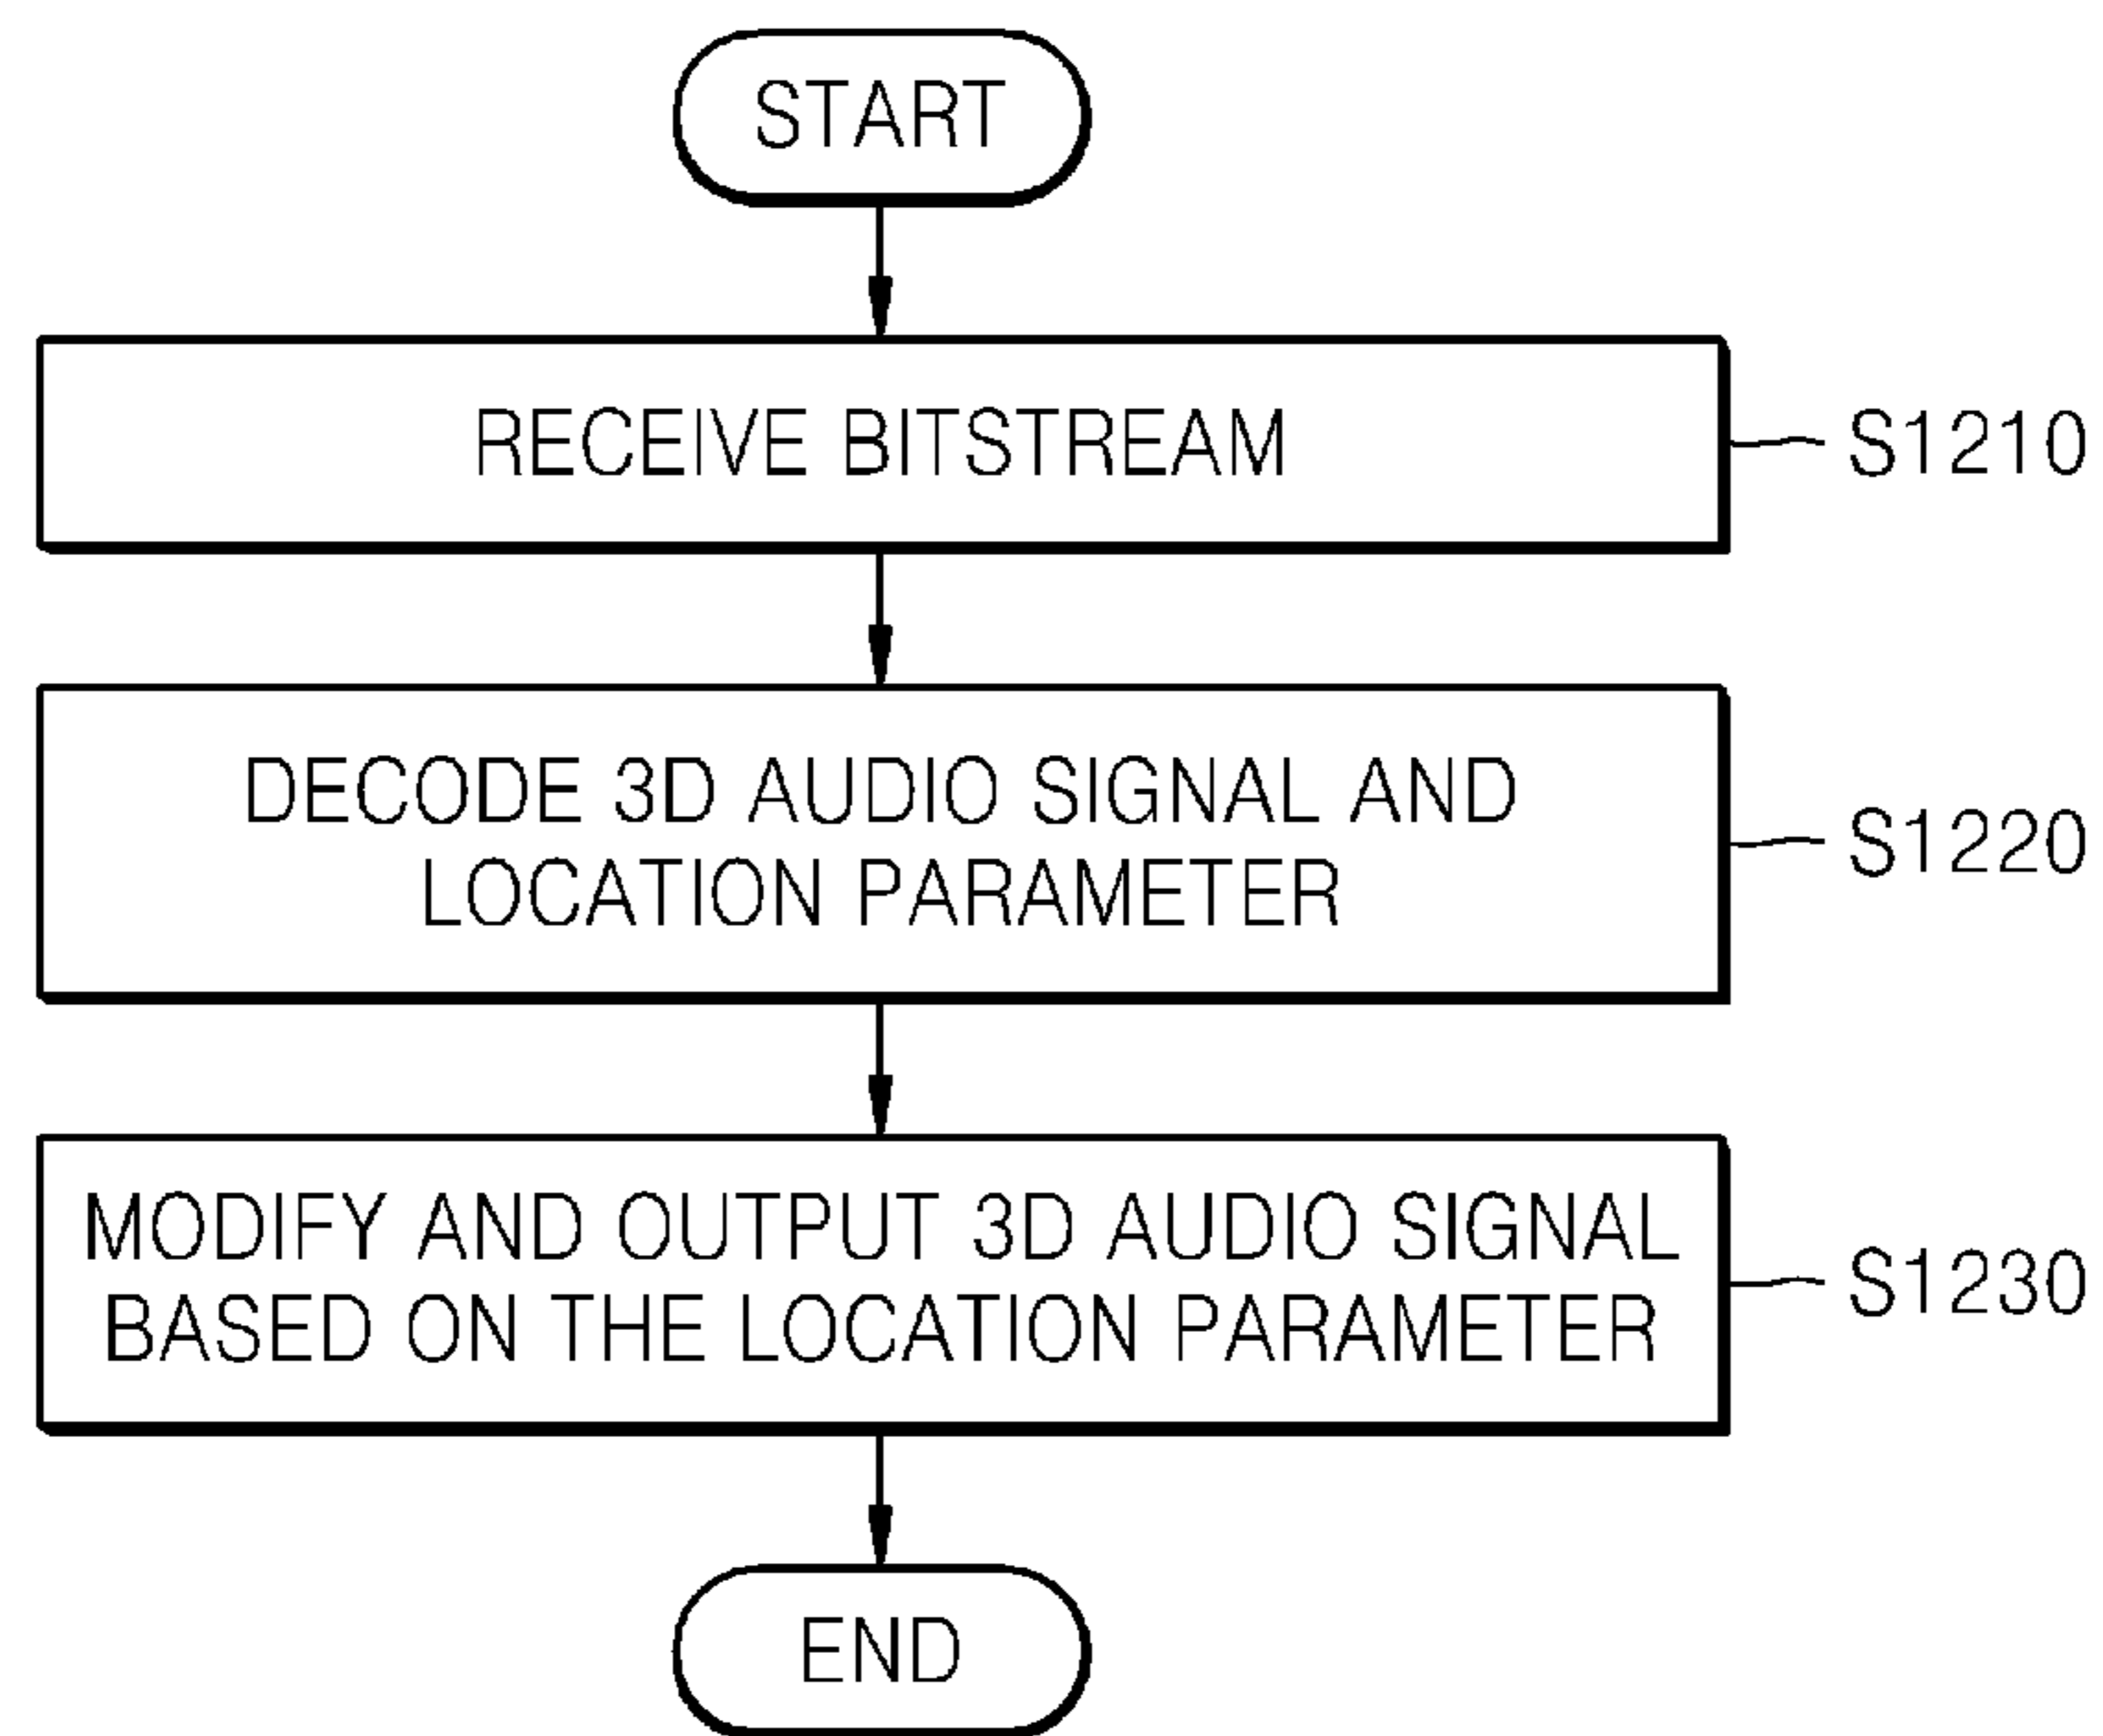 START
RECEIVE BITSTREAM
S1210
DECODE 3D AUDIO SIGNAL AND
LOCATION PARAMETER
S1220
MODIFY AND OUTPUT 3D AUDIO SIGNAL
BASED ON THE LOCATION PARAMETER
S1230
END